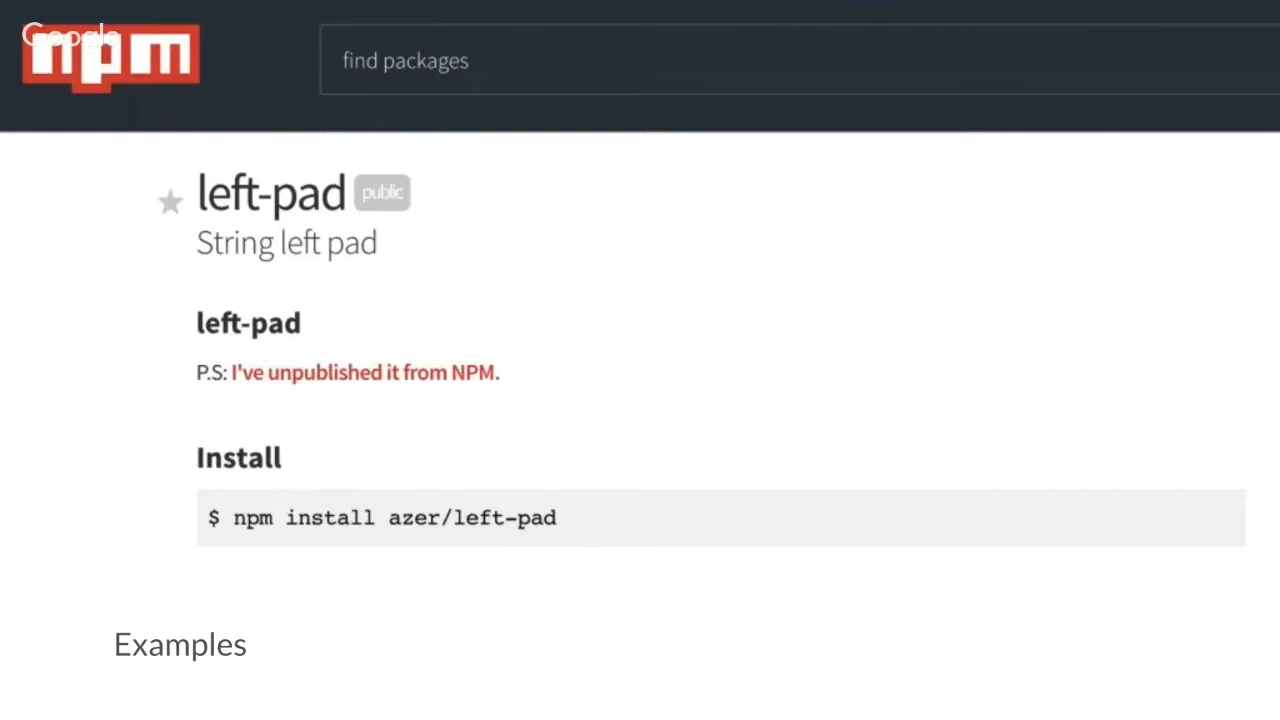 Google
npm
find packages
left-pad public
String left pad
left-pad
P.S: I've unpublished it from NPM.
Install
$ npm install azer/left-pad
Examples